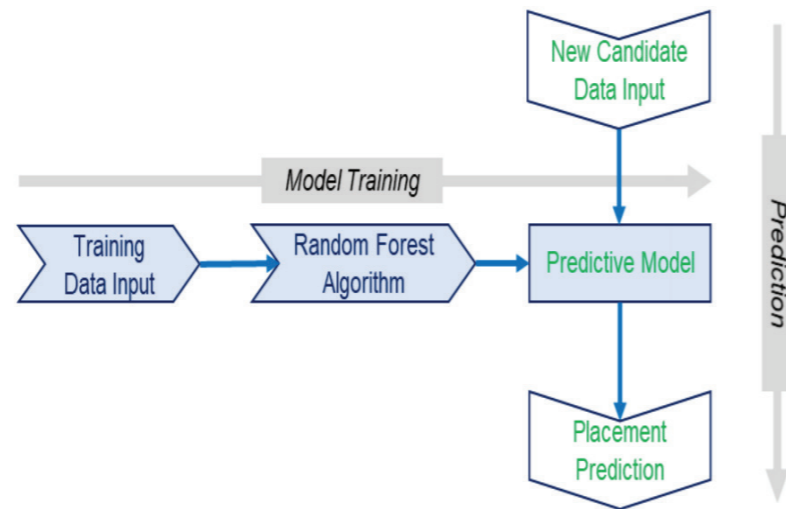 New Candidate
Data Input
Model Training
Training
Data Input
Random Forest
Algorithm
Predictive Model
Prediction
Placement
Prediction